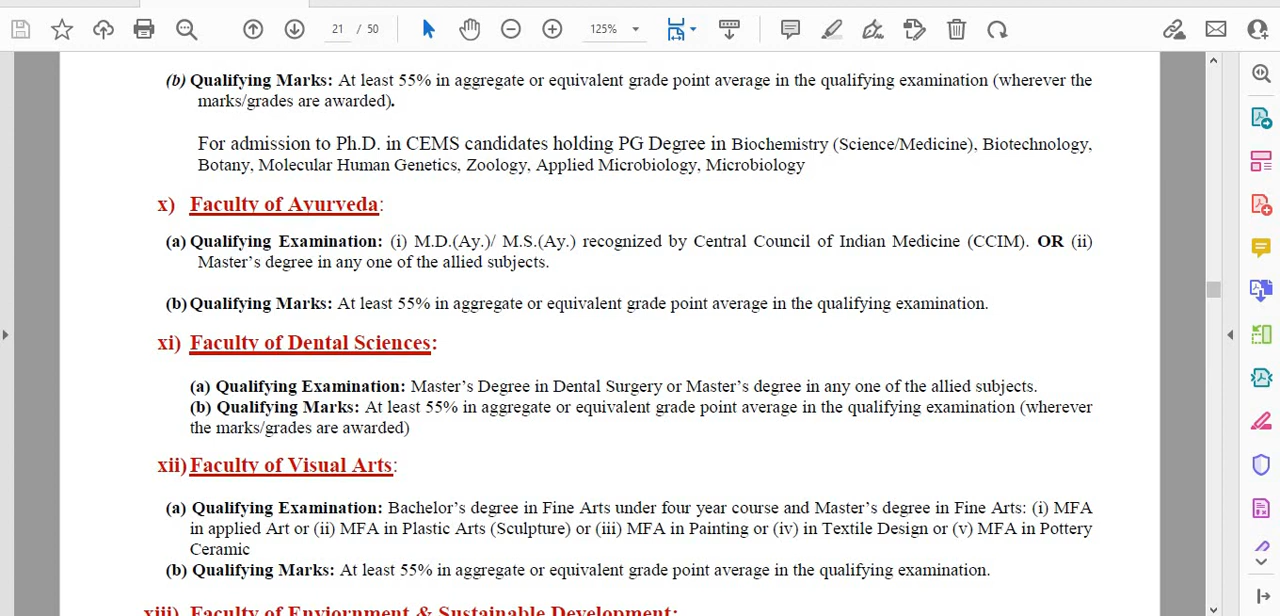 21 / 50
125%
(b) Qualifying Marks: At least 55% in aggregate or equivalent grade point average in the qualifying examination (wherever the
marks/grades are awarded).
For admission to Ph.D. in CEMS candidates holding PG Degree in Biochemistry (Science/Medicine), Biotechnology,
Botany, Molecular Human Genetics, Zoology, Applied Microbiology, Microbiology
x) Faculty of Ayurveda:
(a) Qualifying Examination: (i) M.D.(Ay.)/ M.S.(Ay.) recognized by Central Council of Indian Medicine (CCIM). OR (ii)
Master's degree in any one of the allied subjects.
(b) Qualifying Marks: At least 55% in aggregate or equivalent grade point average in the qualifying examination.
xi) Faculty of Dental Sciences:
(a) Qualifying Examination: Master's Degree in Dental Surgery or Master's degree in any one of the allied subjects.
(b) Qualifying Marks: At least 55% in aggregate or equivalent grade point average in the qualifying examination (wherever
the marks/grades are awarded)
xii) Faculty of Visual Arts:
(a) Qualifying Examination: Bachelor's degree in Fine Arts under four year course and Master's degree in Fine Arts: (i) MFA
in applied Art or (ii) MFA in Plastic Arts (Sculpture) or (iii) MFA in Painting or (iv) in Textile Design or (v) MFA in Pottery
Ceramic
(b) Qualifying Marks: At least 55% in aggregate or equivalent grade point average in the qualifying examination.
xiii) Faculty of Enviornment & Sustainable Development: